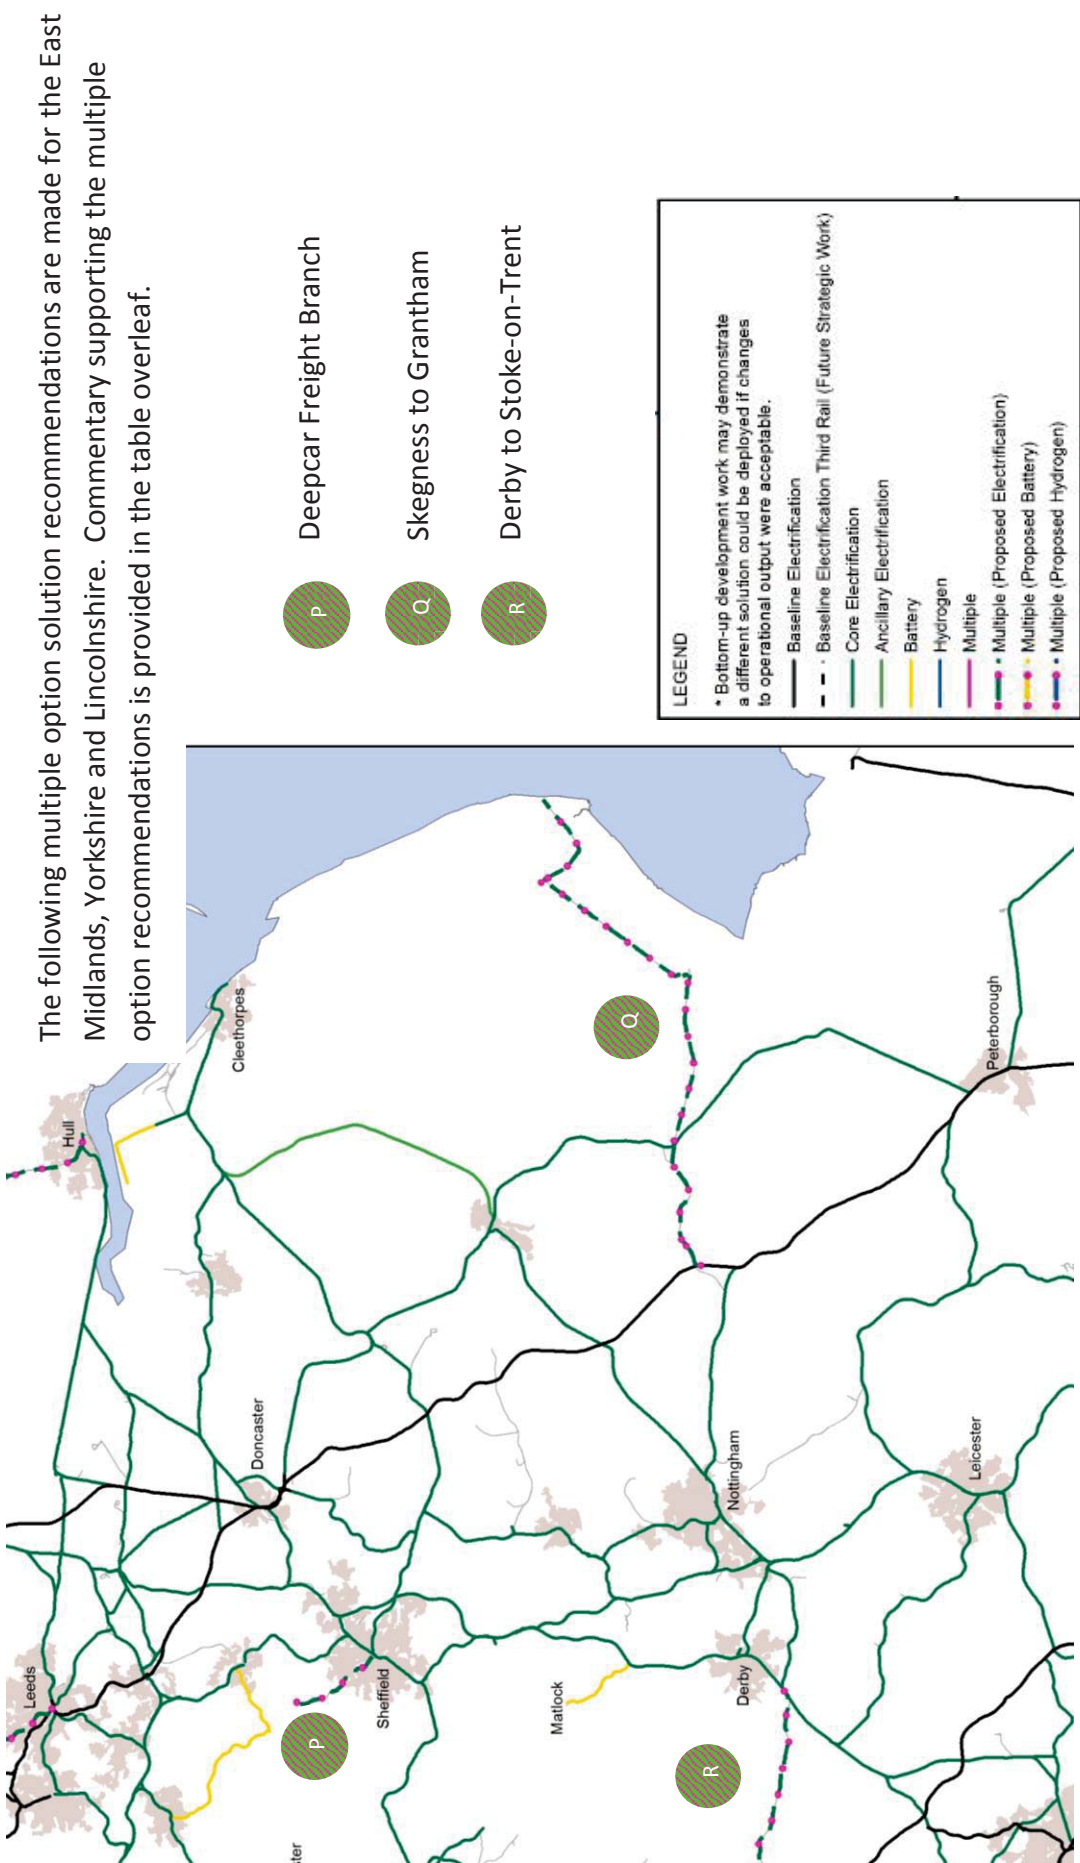 The following multiple option solution recommendations are made for the East
Midlands, Yorkshire and Lincolnshire. Commentary supporting the multiple
option recommendations is provided in the table overleaf.
P
Deepcar Freight Branch
Q
Skegness to Grantham
R
Derby to Stoke-on-Trent
Leeds
Hull
Cleethorpes
Doncaster
P
Sheffield
ster
Q
Matlock
Nottingham
R
Derby
Leicester
Peterborough
LEGEND
* Bottom-up development work may demonstrate
a different solution could be deployed if changes
to operational output were acceptable.
Baseline Electrification
Baseline Electrification Third Rail (Future Strategic Work)
Core Electrification
Ancillary Electrification
Battery
Hydrogen
Multiple
Multiple (Proposed Electrification)
Multiple (Proposed Battery)
Multiple (Proposed Hydrogen)